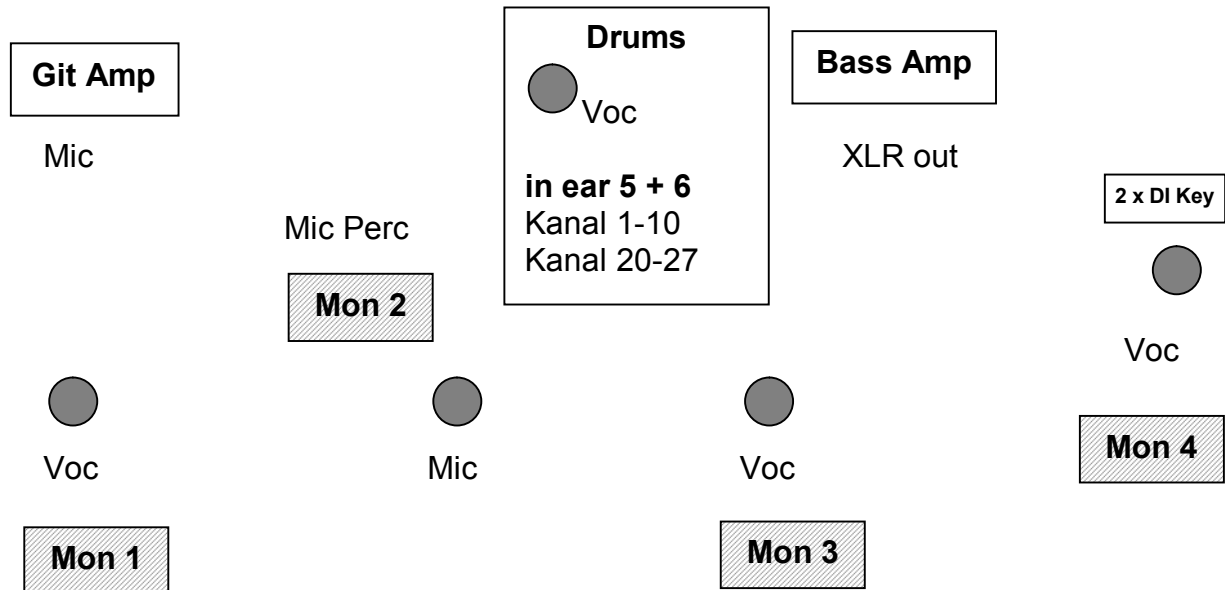 Drums
Git Amp
Bass Amp
Voc
Mic
XLR out
in ear 5 + 6
Kanal 1-10
Kanal 20-27
2 x DI Key
Mic Perc
Mon 2
Voc
Mon 4
Voc
Mic
Voc
Mon 1
Mon 3